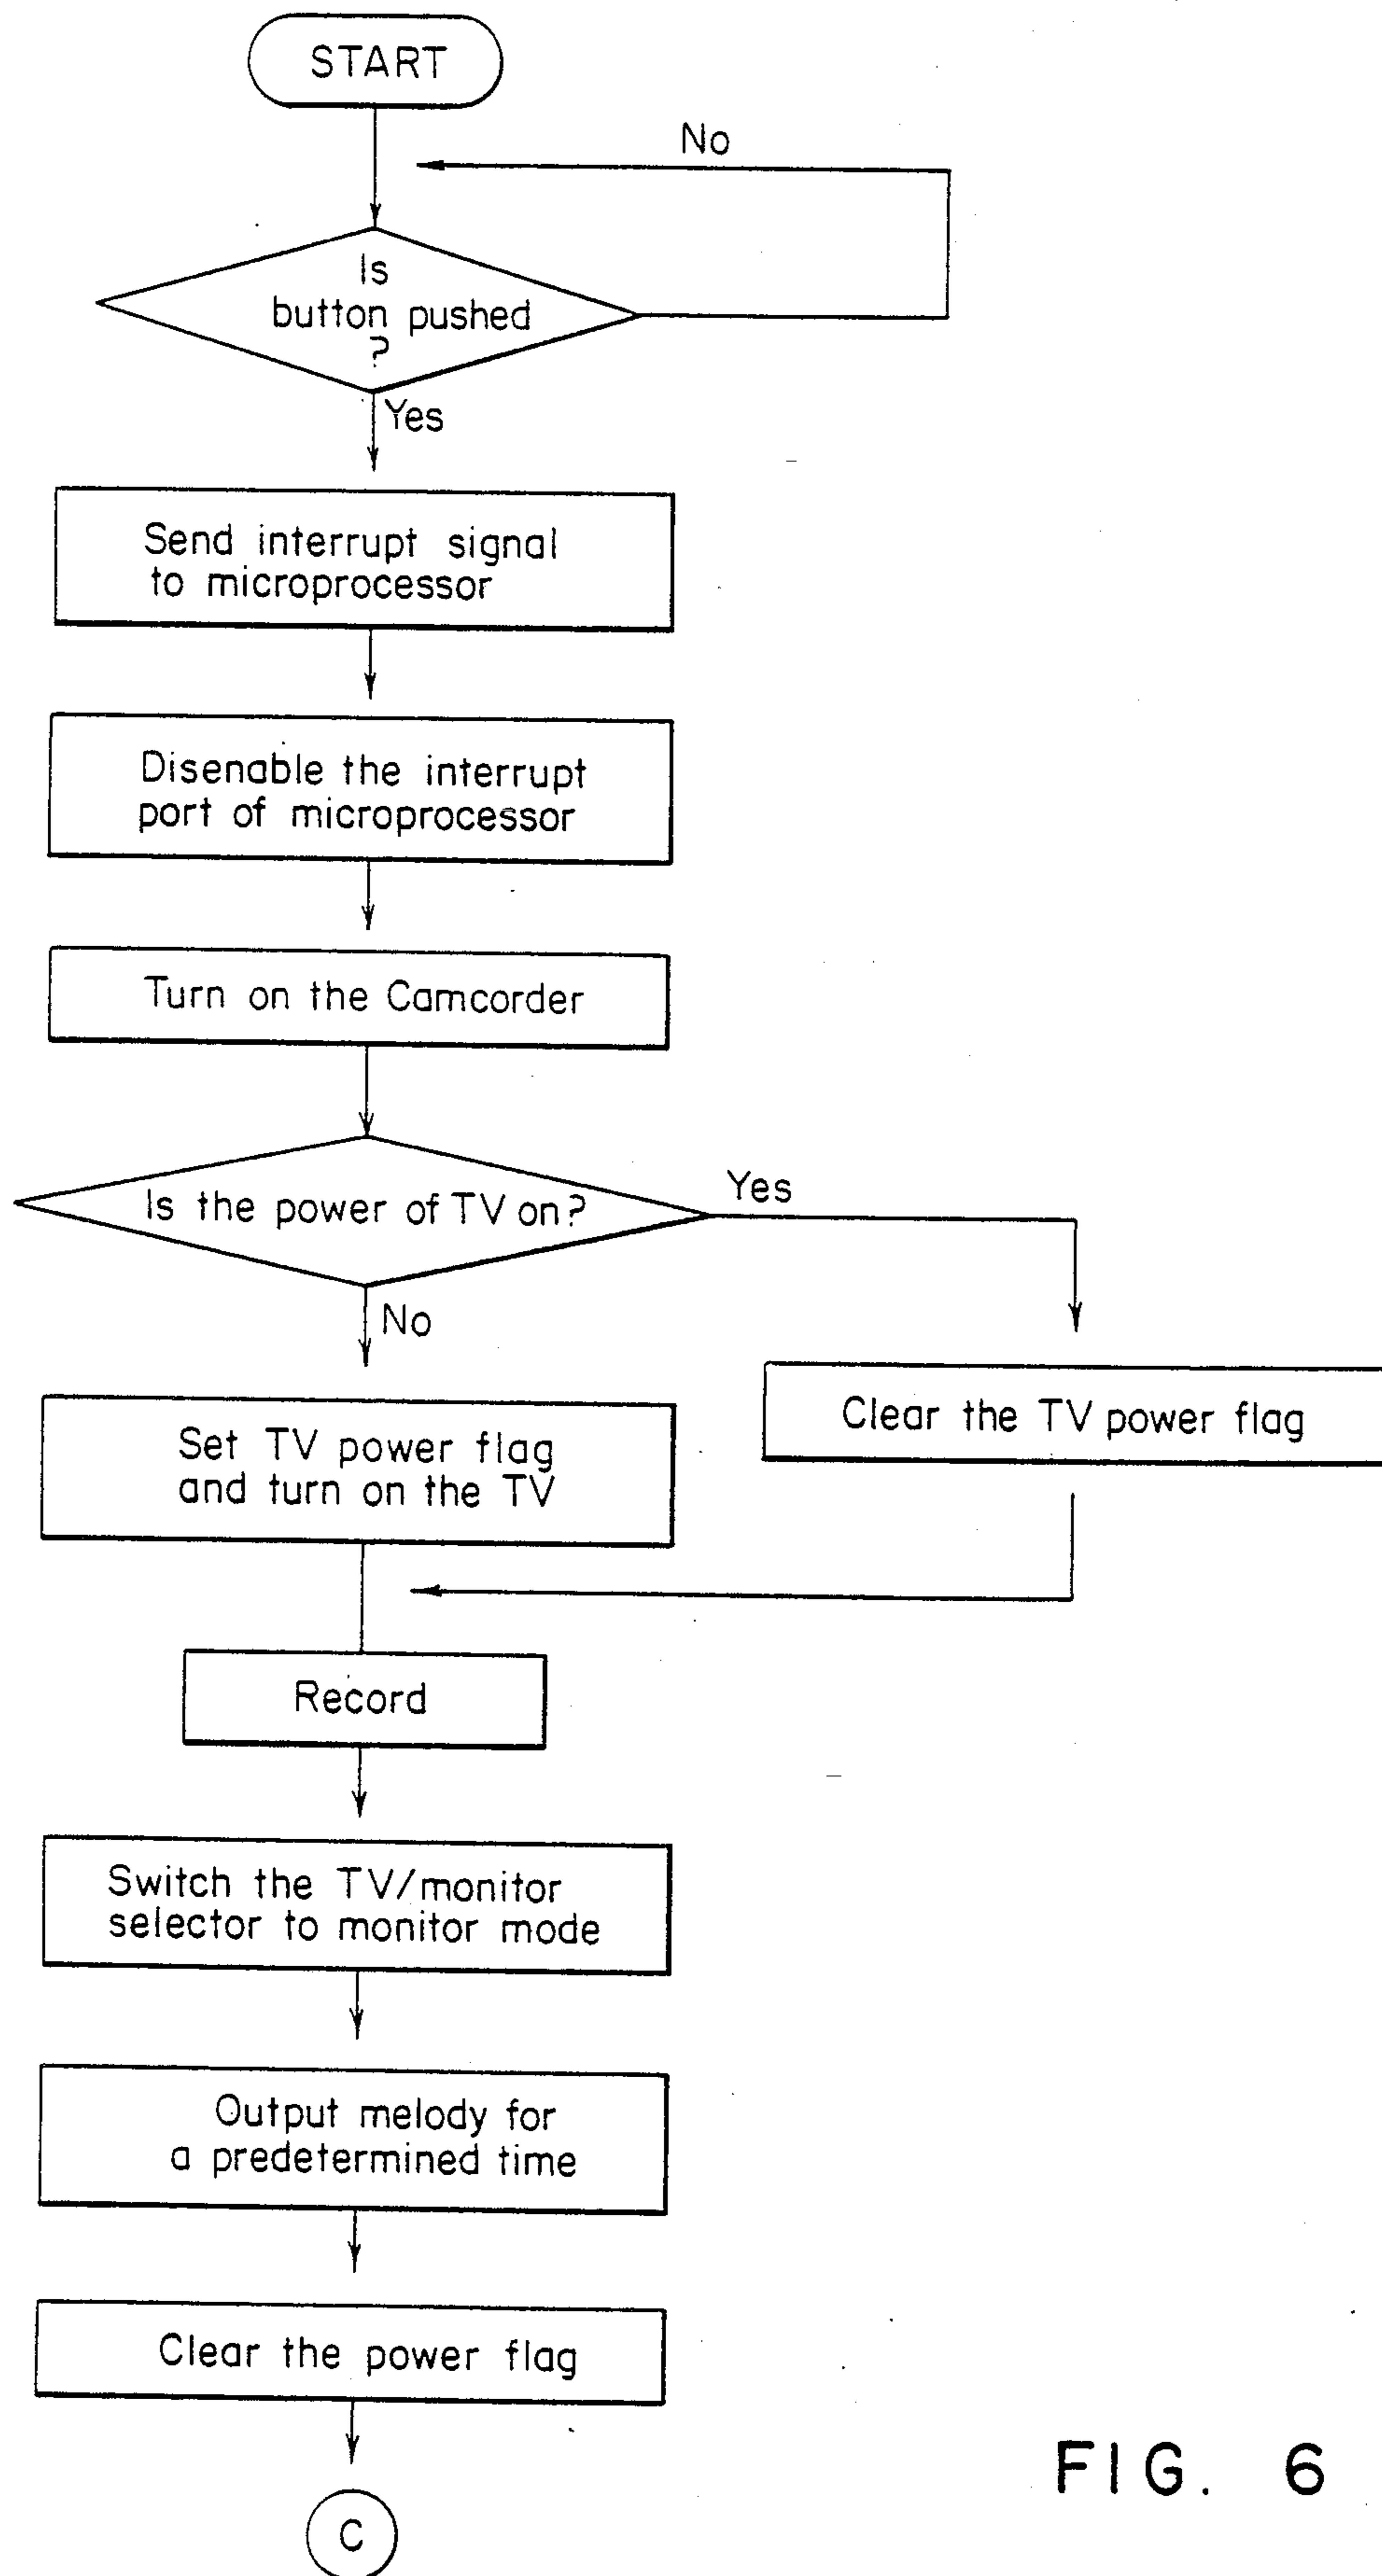 START
No
Is
button pushed
?
Yes
Send interrupt signal
to microprocessor
Disenable the interrupt
port of microprocessor
Turn on the Camcorder
Is the power of TV on?
Yes
No
Clear the TV power flag
Set TV power flag
and turn on the TV
Record
Switch the TV/monitor
selector to monitor mode
Output melody for
a predetermined time
Clear the power flag
C
FIG. 6